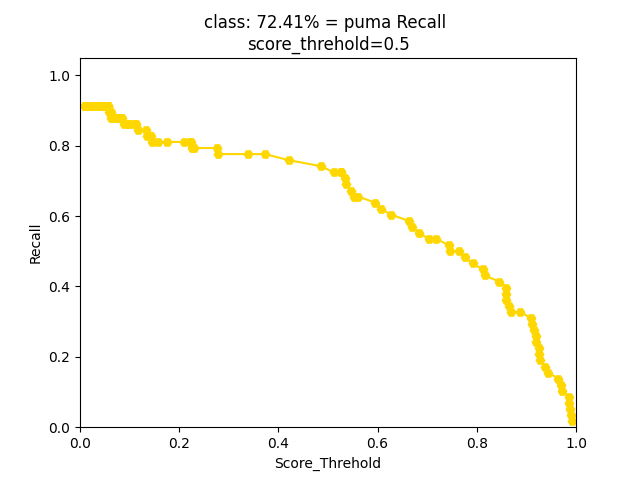 class: 72.41% = puma Recall
score_threhold=0.5
1.0
0.8
0.6
0.4
0.2
0.0
Recall
0.0 0.2 0.4 0.6 0.8 1.0
Score_Threhold